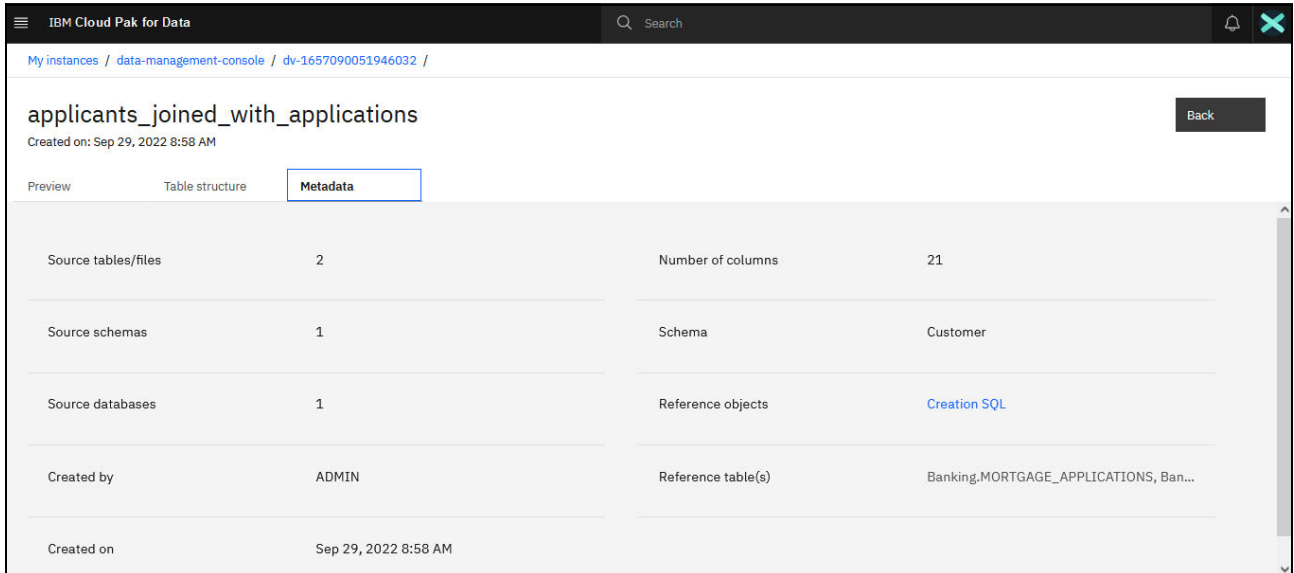 IBM Cloud Pak for Data
Search
My instances / data-management-console / dv-1657090051946032 /
applicants_joined_with_applications
Back
Created on: Sep 29, 2022 8:58 AM
Preview Table structure Metadata
Source tables/files 2 Number of columns 21
Source schemas 1 Schema Customer
Source databases 1 Reference objects Creation SQL
Created by ADMIN Reference table(s) Banking.MORTGAGE_APPLICATIONS, Ban...
Created on Sep 29, 2022 8:58 AM